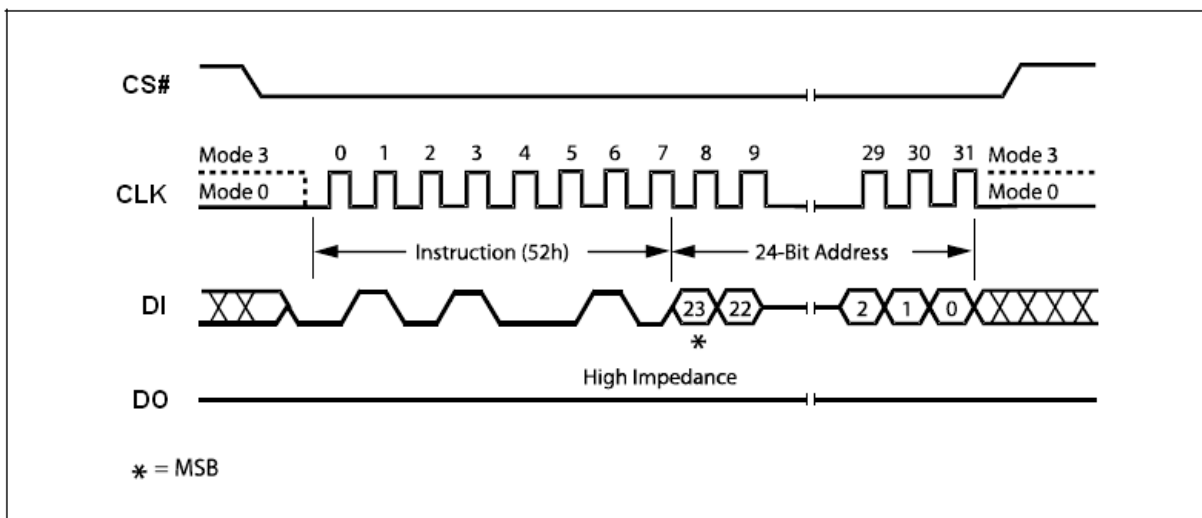 CS#
Mode 3 0 1 2 3 4 5 6 7 8 9 29 30 31 Mode 3
CLK Mode 0 Mode 0
Instruction (52h) 24-Bit Address
DI 23 22 2 1 0
*
High Impedance
DO
* = MSB